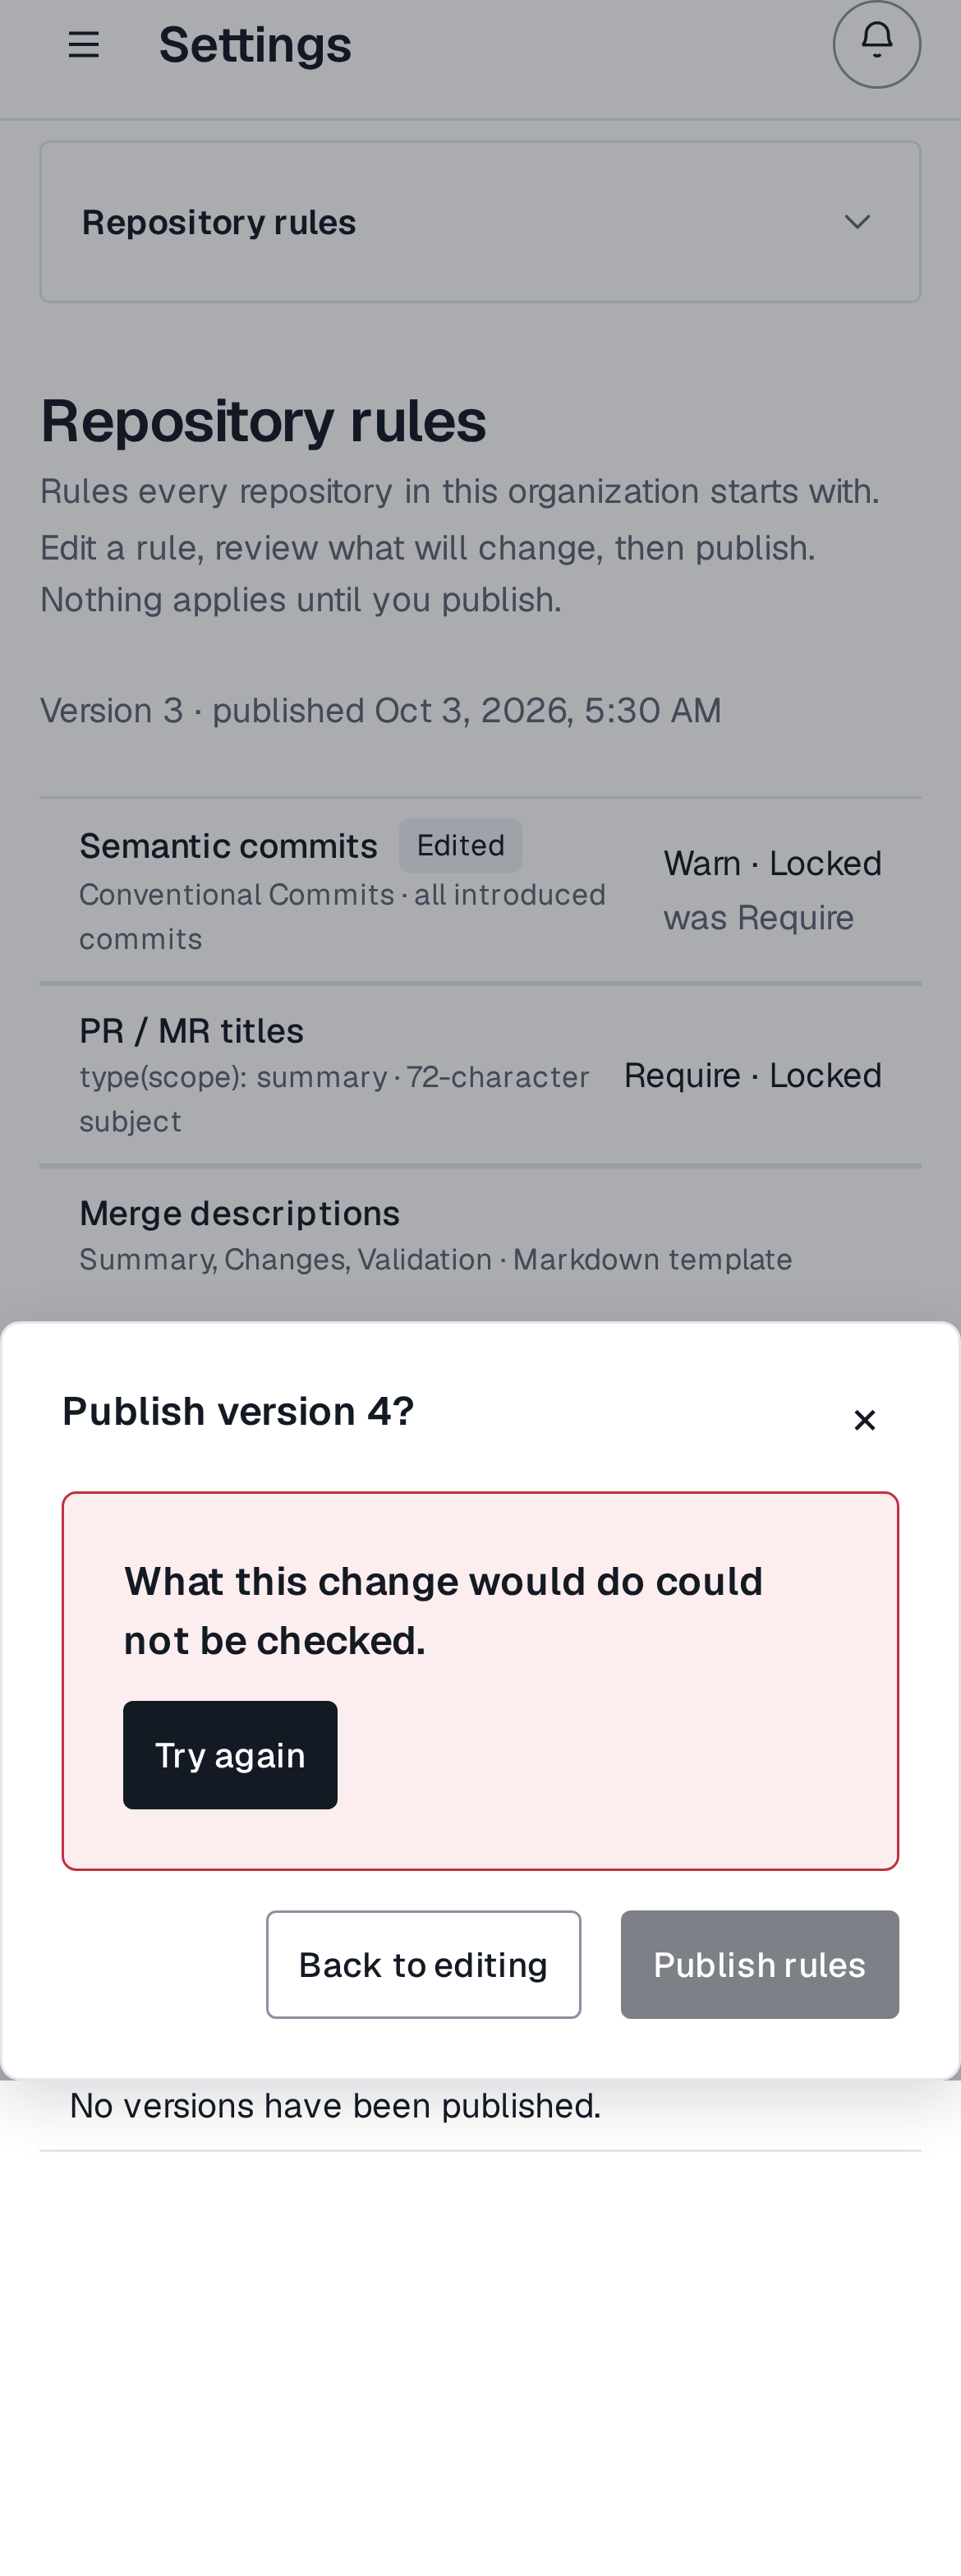 Settings
Repository rules
Repository rules
Rules every repository in this organization starts with.
Edit a rule, review what will change, then publish.
Nothing applies until you publish.
Version 3 · published Oct 3, 2026, 5:30 AM
Semantic commits Edited
Conventional Commits · all introduced
commits
Warn · Locked
was Require
PR / MR titles
type(scope): summary · 72-character
subject
Require · Locked
Merge descriptions
Summary, Changes, Validation · Markdown template
Publish version 4?
What this change would do could
not be checked.
Try again
Back to editing
Publish rules
No versions have been published.